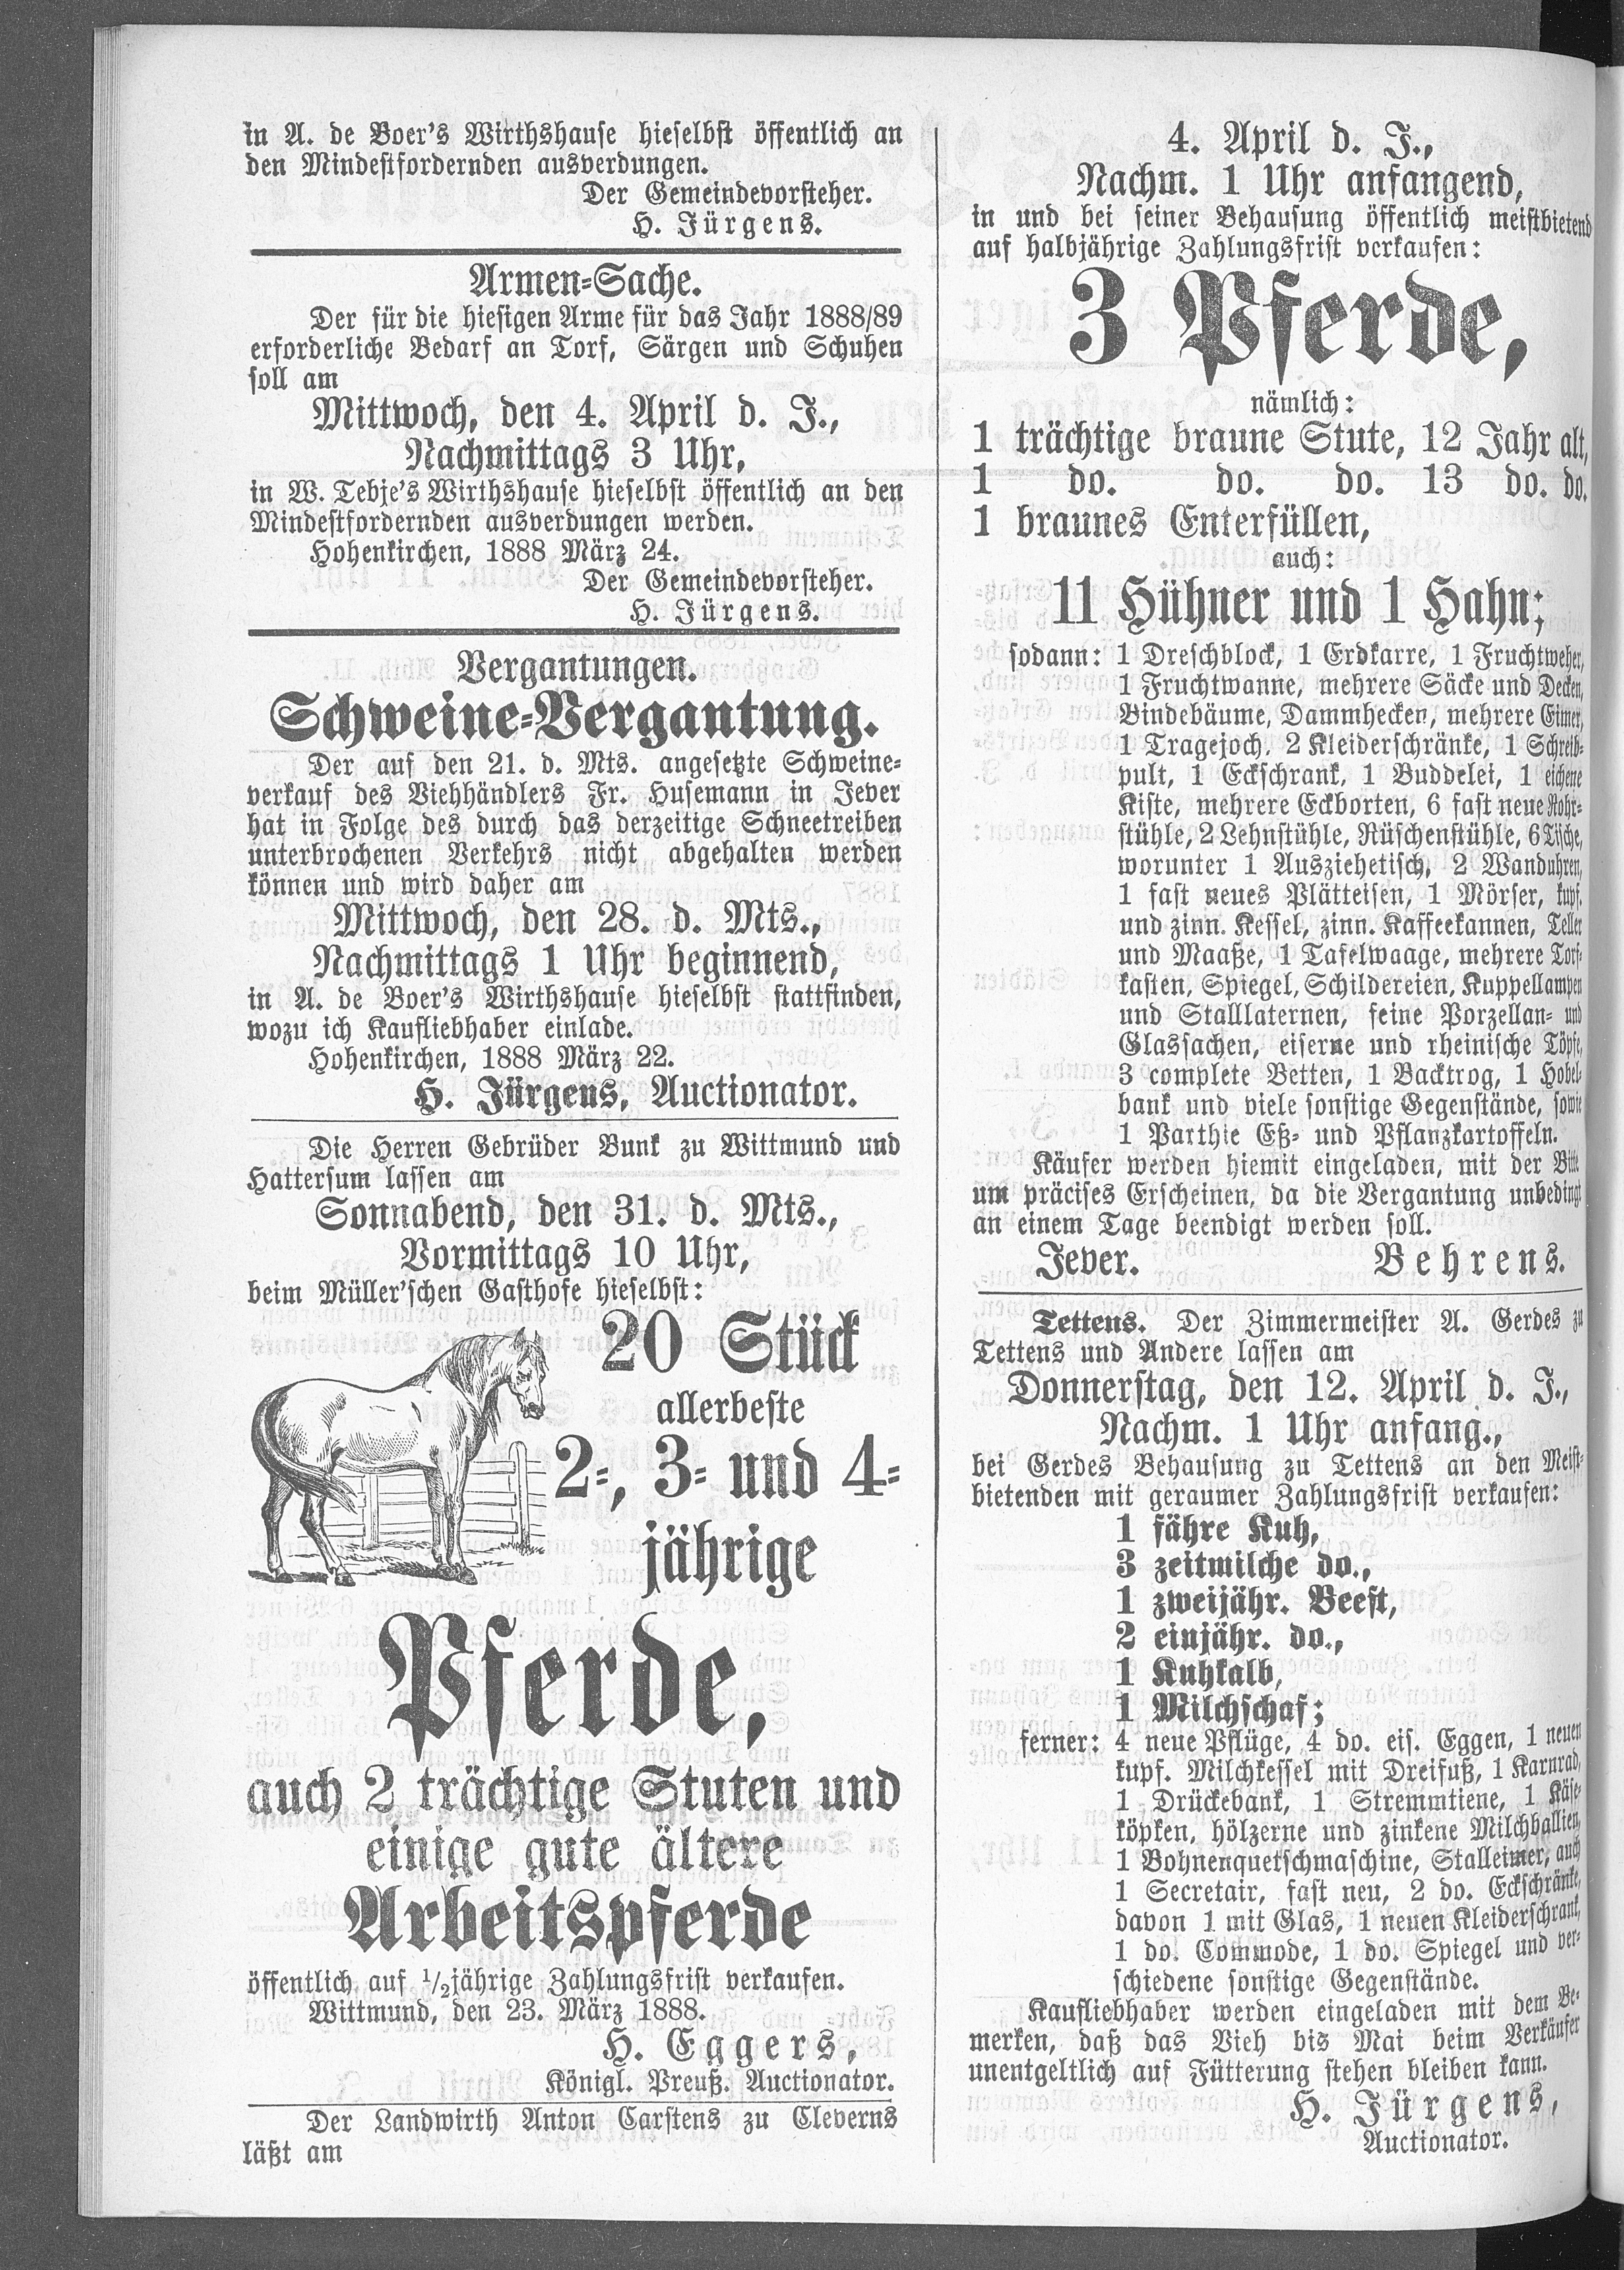 in A. de Boer's Wirthshause hieselbst öffentlich an
den Mindestfordernden ausverdungen.
Der Gemeindevorsteher.
H. Jürgens.
Armen-Sache.
Der für die hiesigen Arme für das Jahr 1888/89
erforderliche Bedarf an Torf, Särgen und Schuhen
soll am
Mittwoch, den 4. April d. J.,
Nachmittags 3 Uhr,
in W. Tebje's Wirthshause hieselbst öffentlich an den
Mindestfordernden ausverdungen werden.
Hohenkirchen, 1888 März 24.
Der Gemeindevorsteher.
H. Jürgens.
Vergantungen.
Schweine-Vergantung.
Der auf den 21. d. Mts. angesetzte Schweine-
verkauf des Viehhändlers Fr. Husemann in Jever
hat in Folge des durch das derzeitige Schneetreiben
unterbrochenen Verkehrs nicht abgehalten werden
können und wird daher am
Mittwoch, den 28. d. Mts.,
Nachmittags 1 Uhr beginnend,
in A. de Boer's Wirthshause hieselbst stattfinden,
wozu ich Kaufliebhaber einlade.
Hohenkirchen, 1888 März 22.
H. Jürgens, Auctionator.
Die Herren Gebrüder Bunk zu Wittmund und
Hattersum lassen am
Sonnabend, den 31. d. Mts.,
Vormittags 10 Uhr,
beim Müller'schen Gasthofe hieselbst:
20 Stück
allerbeste
2-, 3- und 4-
jährige
Pferde,
auch 2 trächtige Stuten und
einige gute ältere
Arbeitspferde
öffentlich auf 1/2jährige Zahlungsfrist verkaufen.
Wittmund, den 23. März 1888.
H. Eggers,
Königl. Preuß. Auctionator.
Der Landwirth Anton Carstens zu Cleverns
läßt am
4. April d. J.,
Nachm. 1 Uhr anfangend,
in und bei seiner Behausung öffentlich meistbietend
auf halbjährige Zahlungsfrist verkaufen:
3 Pferde,
nämlich:
1 trächtige braune Stute, 12 Jahr alt,
1 do. do. do. 13 do. do.
1 braunes Enterfüllen,
auch:
11 Hühner und 1 Hahn;
sodann: 1 Dreschblock, 1 Erdkarre, 1 Fruchtweher,
1 Fruchtwanne, mehrere Säcke und Decken,
Bindebäume, Dammhecken, mehrere Eimer,
1 Tragejoch, 2 Kleiderschränke, 1 Schreib-
pult, 1 Eckschrank, 1 Buddelei, 1 eichene
Kiste, mehrere Eckborten, 6 fast neue Rohr-
stühle, 2 Lehnstühle, Rüschenstühle, 6 Tische,
worunter 1 Ausziehetisch, 2 Wanduhren,
1 fast neues Plätteisen, 1 Mörser, kupf.
und zinn. Kessel, zinn. Kaffeekannen, Teller
und Maaße, 1 Tafelwaage, mehrere Torf-
kasten, Spiegel, Schildereien, Kuppellampen
und Stalllaternen, feine Porzellan- und
Glassachen, eiserne und rheinische Töpfe,
3 complete Betten, 1 Backtrog, 1 Hobel-
bank und viele sonstige Gegenstände, sowie
1 Parthie Eß- und Pflanzkartoffeln.
Käufer werden hiemit eingeladen, mit der Bitte
um präcises Erscheinen, da die Vergantung unbedingt
an einem Tage beendigt werden soll.
Jever. Behrens.
Tettens. Der Zimmermeister A. Gerdes zu
Tettens und Andere lassen am
Donnerstag, den 12. April d. J.,
Nachm. 1 Uhr anfang.,
bei Gerdes Behausung zu Tettens an den Meist-
bietenden mit geraumer Zahlungsfrist verkaufen:
1 fähre Kuh,
3 zeitmilche do.,
1 zweijähr. Beest,
2 einjähr. do.,
1 Kuhkalb,
1 Milchschaf;
ferner: 4 neue Pflüge, 4 do. eis. Eggen, 1 neuen
kupf. Milchkessel mit Dreifuß, 1 Karnrad,
1 Drückebank, 1 Stremmtiene, 1 Käse-
köpken, hölzerne und zinkene Milchballien,
1 Bohnenquetschmaschine, Stalleimer, auch
1 Secretair, fast neu, 2 do. Eckschränke,
davon 1 mit Glas, 1 neuen Kleiderschrank,
1 do. Commode, 1 do. Spiegel und ver-
schiedene sonstige Gegenstände.
Kaufliebhaber werden eingeladen mit dem Be-
merken, daß das Vieh bis Mai beim Verkäufer
unentgeltlich auf Fütterung stehen bleiben kann.
H. Jürgens,
Auctionator.